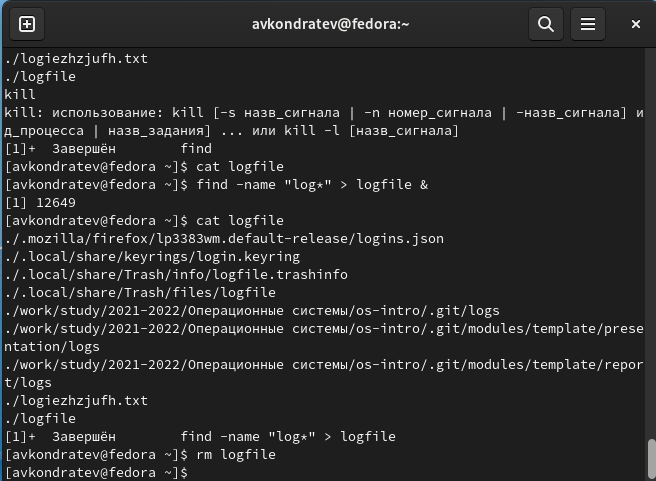 avkondratev@fedora:~
./logiezhzjufh.txt
./logfile
kill
kill: использование: kill [-s назв_сигнала | -n номер_сигнала | -назв_сигнала] и
д_процесса | назв_задания] ... или kill -l [назв_сигнала]
[1]+  Завершён        find
[avkondratev@fedora ~]$ cat logfile
[avkondratev@fedora ~]$ find -name "log*" > logfile &
[1] 12649
[avkondratev@fedora ~]$ cat logfile
./.mozilla/firefox/lp3383wm.default-release/logins.json
./.local/share/keyrings/login.keyring
./.local/share/Trash/info/logfile.trashinfo
./.local/share/Trash/files/logfile
./work/study/2021-2022/Операционные системы/os-intro/.git/logs
./work/study/2021-2022/Операционные системы/os-intro/.git/modules/template/prese
ntation/logs
./work/study/2021-2022/Операционные системы/os-intro/.git/modules/template/repor
t/logs
./logiezhzjufh.txt
./logfile
[1]+  Завершён        find -name "log*" > logfile
[avkondratev@fedora ~]$ rm logfile
[avkondratev@fedora ~]$